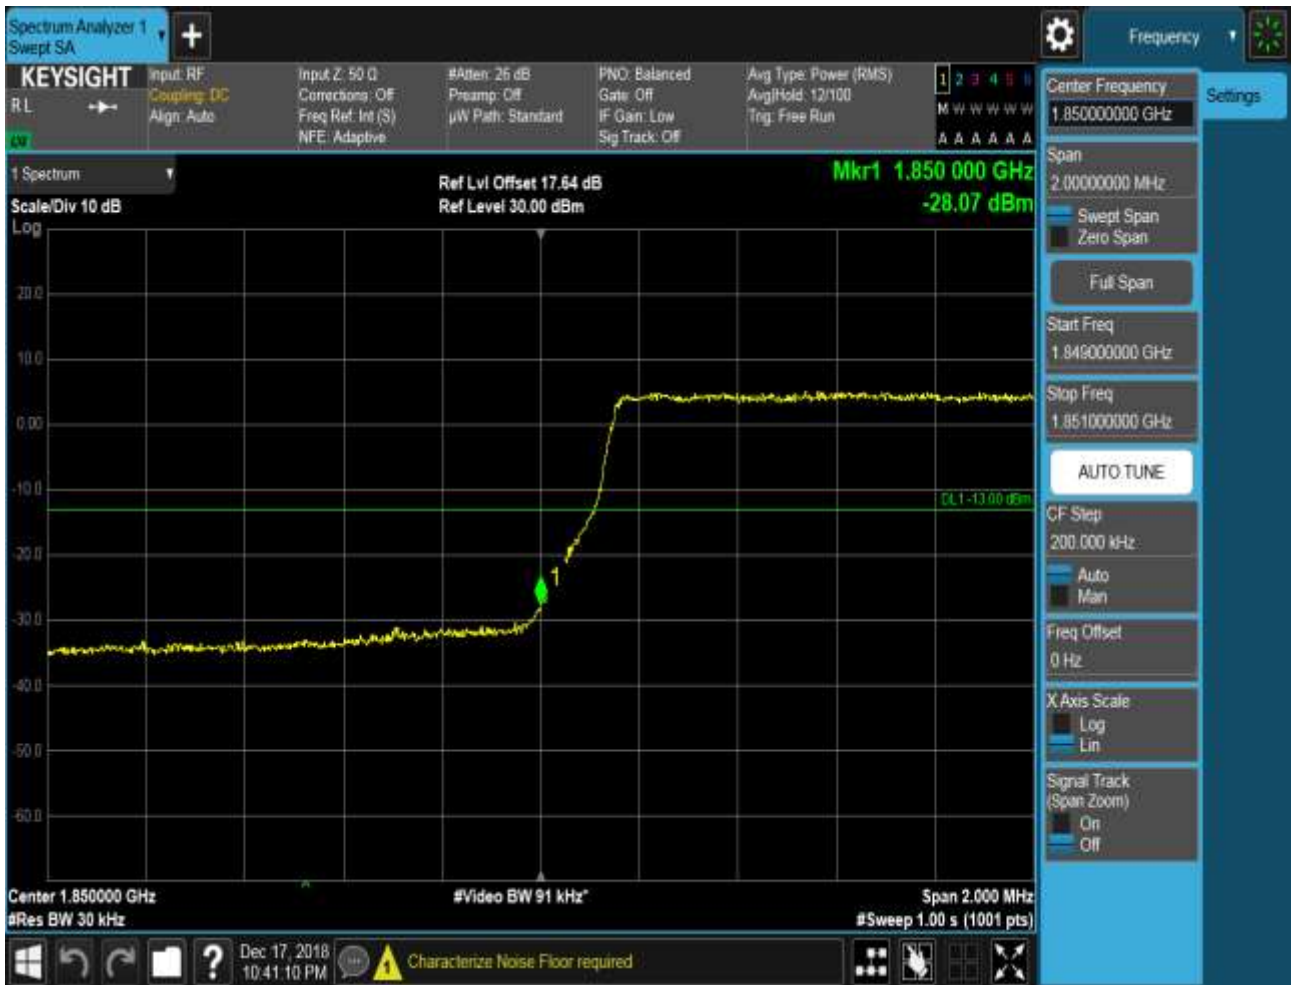 Spectrum Analyzer 1
Swept SA
Frequency
KEYSIGHT
RL
Input: RF
Coupling: DC
Align: Auto
Input Z: 50 Ω
Corrections: Off
Freq Ref: Int (S)
NFE: Adaptive
#Atten: 26 dB
Preamp: Off
µW Path: Standard
PNO: Balanced
Gate: Off
IF Gain: Low
Sig Track: Off
Avg Type: Power (RMS)
Avg|Hold: 12/100
Trig: Free Run
1 2 3 4 5 6
M W W W W W
A A A A A A
1 Spectrum
Scale/Div 10 dB
Log
Ref Lvl Offset 17.64 dB
Ref Level 30.00 dBm
Mkr1 1.850 000 GHz
-28.07 dBm
20.0
10.0
0.00
-10.0
-20.0
-30.0
-40.0
-50.0
-60.0
DL1 -13.00 dBm
1
Center 1.850000 GHz
#Res BW 30 kHz
#Video BW 91 kHz*
Span 2.000 MHz
#Sweep 1.00 s (1001 pts)
Center Frequency
1.850000000 GHz
Settings
Span
2.00000000 MHz
Swept Span
Zero Span
Full Span
Start Freq
1.849000000 GHz
Stop Freq
1.851000000 GHz
AUTO TUNE
CF Step
200.000 kHz
Auto
Man
Freq Offset
0 Hz
X Axis Scale
Log
Lin
Signal Track
(Span Zoom)
On
Off
?
Dec 17, 2018
10:41:10 PM
1
Characterize Noise Floor required